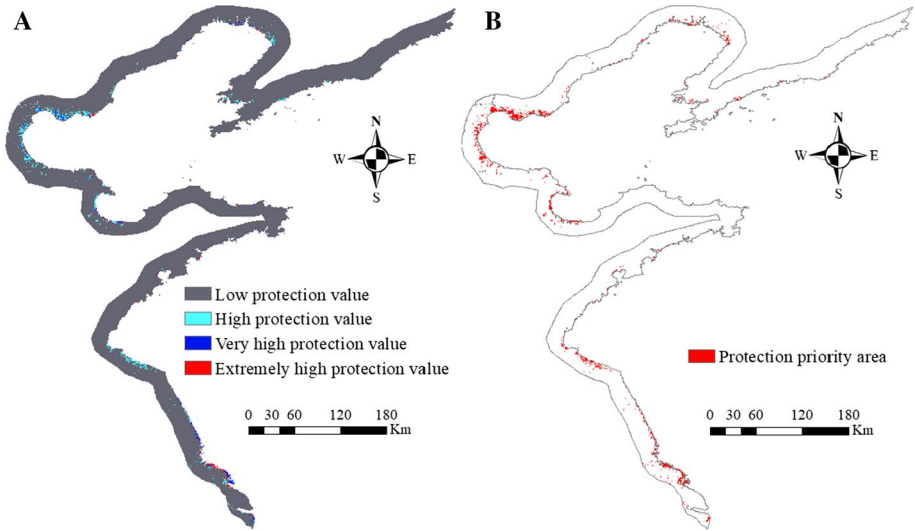 A
N
W E
S
Low protection value
High protection value
Very high protection value
Extremely high protection value
0 30 60 120 180
Km
B
N
W E
S
Protection priority area
0 30 60 120 180
Km